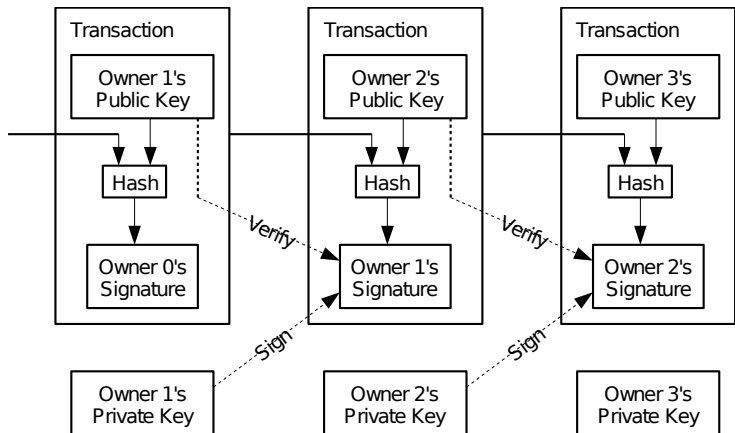 Transaction
Owner 1's
Public Key
Hash
Owner 0's
Signature
Transaction
Owner 2's
Public Key
Hash
Verify
Owner 1's
Signature
Transaction
Owner 3's
Public Key
Hash
Verify
Owner 2's
Signature
Sign
Sign
Owner 1's
Private Key
Owner 2's
Private Key
Owner 3's
Private Key